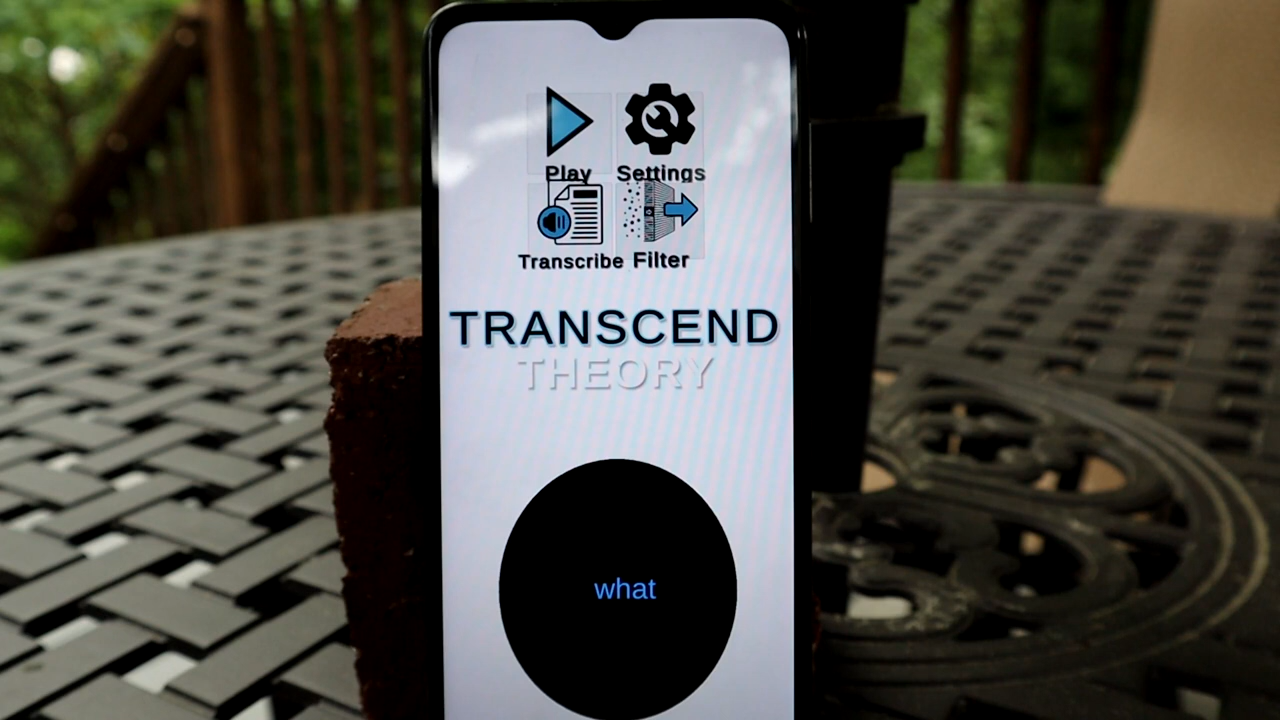 Play Settings
Transcribe Filter
TRANSCEND
THEORY
what